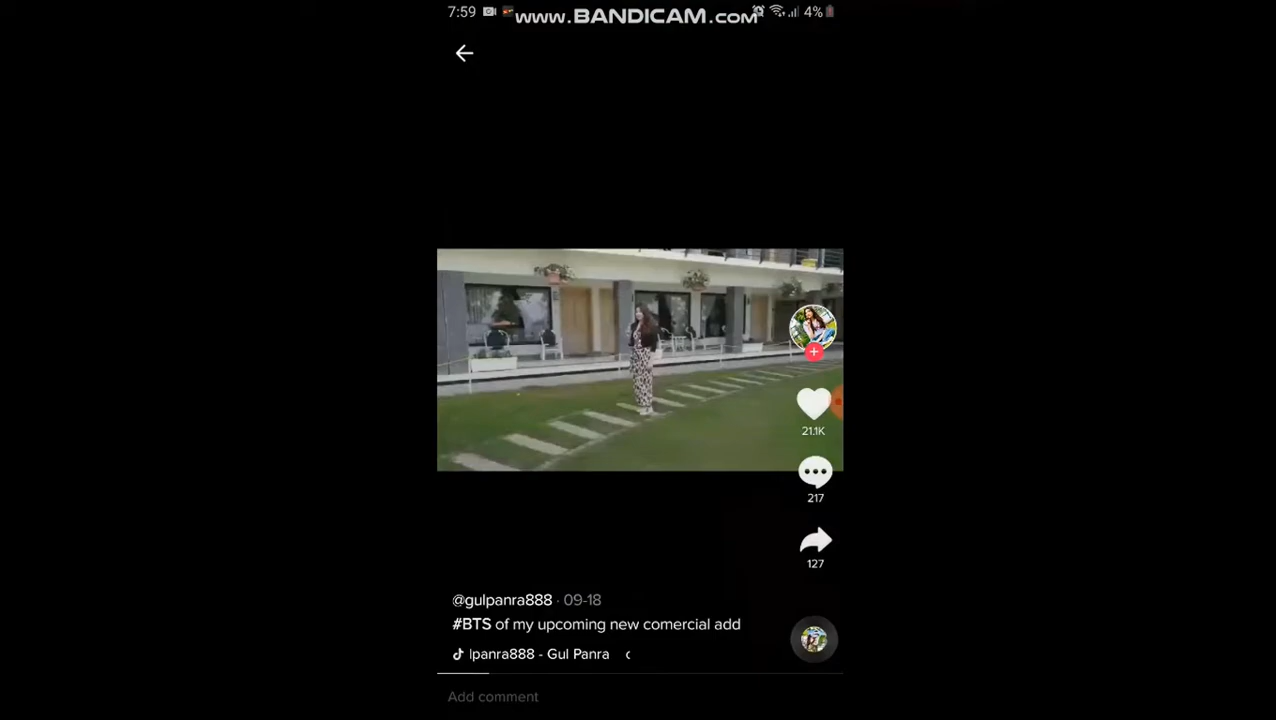 7:59
www.BANDICAM.com
4%
21.1K
217
127
@gulpanra888 · 09-18
#BTS of my upcoming new comercial add
lpanra888 - Gul Panra
Add comment